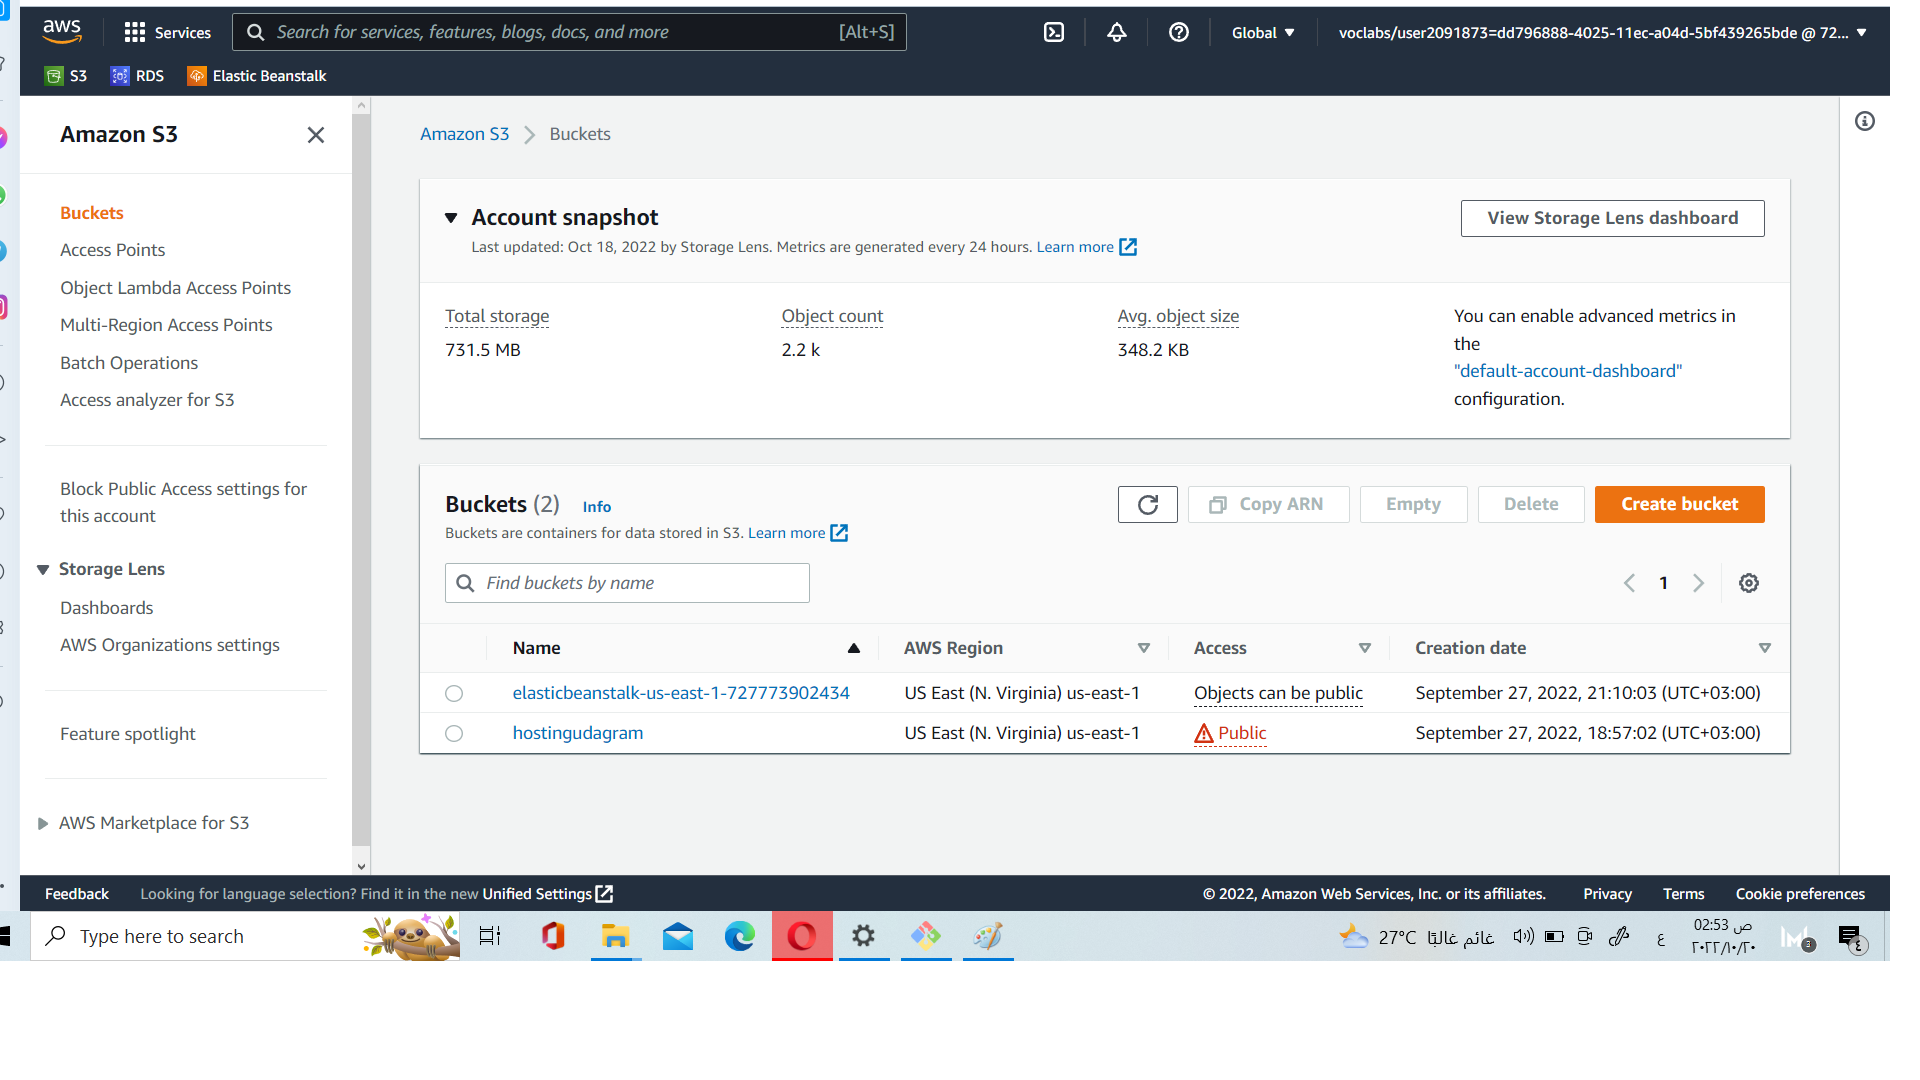 aws
Services
Search for services, features, blogs, docs, and more
[Alt+S]
Global
voclabs/user2091873=dd796888-4025-11ec-a04d-5bf439265bde @ 72...
S3
RDS
Elastic Beanstalk
Amazon S3
Buckets
Access Points
Object Lambda Access Points
Multi-Region Access Points
Batch Operations
Access analyzer for S3
Block Public Access settings for
this account
Storage Lens
Dashboards
AWS Organizations settings
Feature spotlight
AWS Marketplace for S3
Amazon S3
Buckets
Account snapshot
Last updated: Oct 18, 2022 by Storage Lens. Metrics are generated every 24 hours. Learn more
View Storage Lens dashboard
Total storage
731.5 MB
Object count
2.2 k
Avg. object size
348.2 KB
You can enable advanced metrics in
the
"default-account-dashboard"
configuration.
Buckets (2)
Info
Buckets are containers for data stored in S3. Learn more
Copy ARN
Empty
Delete
Create bucket
Find buckets by name
1
Name
AWS Region
Access
Creation date
elasticbeanstalk-us-east-1-727773902434
US East (N. Virginia) us-east-1
Objects can be public
September 27, 2022, 21:10:03 (UTC+03:00)
hostingudagram
US East (N. Virginia) us-east-1
Public
September 27, 2022, 18:57:02 (UTC+03:00)
Feedback
Looking for language selection? Find it in the new Unified Settings
© 2022, Amazon Web Services, Inc. or its affiliates.
Privacy
Terms
Cookie preferences
Type here to search
27°C غائم غالبًا
ع
02:53 ص
٢٠٢٢/١٠/٢٠
3
٤